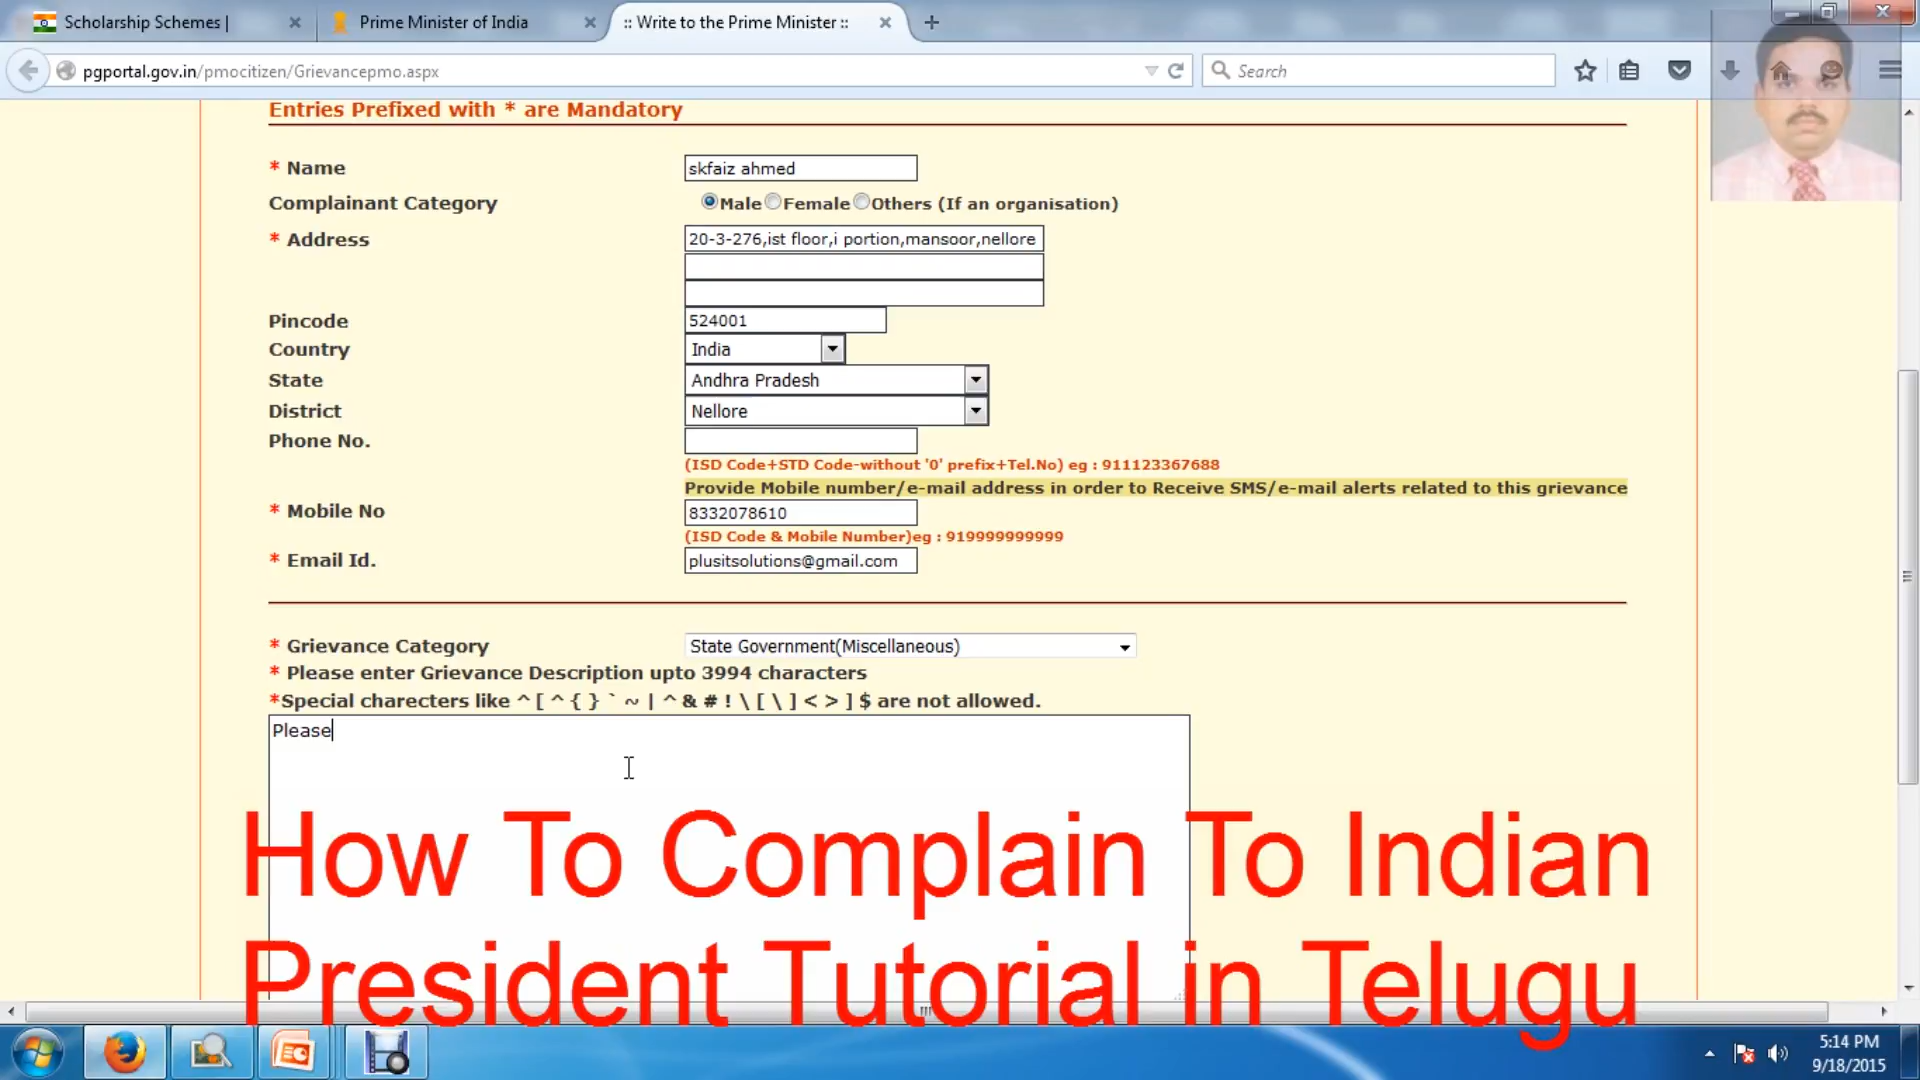 Scholarship Schemes |
Prime Minister of India
:: Write to the Prime Minister ::
pgportal.gov.in/pmocitizen/Grievancepmo.aspx
Search
Entries Prefixed with * are Mandatory
* Name
skfaiz ahmed
Complainant Category
Male Female Others (If an organisation)
* Address
20-3-276,ist floor,i portion,mansoor,nellore
Pincode
524001
Country
India
State
Andhra Pradesh
District
Nellore
Phone No.
(ISD Code+STD Code-without '0' prefix+Tel.No) eg : 911123367688
Provide Mobile number/e-mail address in order to Receive SMS/e-mail alerts related to this grievance
* Mobile No
8332078610
(ISD Code & Mobile Number)eg : 919999999999
* Email Id.
plusitsolutions@gmail.com
* Grievance Category
State Government(Miscellaneous)
* Please enter Grievance Description upto 3994 characters
*Special charecters like ^ [ ^ { } ` ~ | ^ & # ! \ [ \ ] < > ] $ are not allowed.
Please
How To Complain To Indian
President Tutorial in Telugu
5:14 PM
9/18/2015